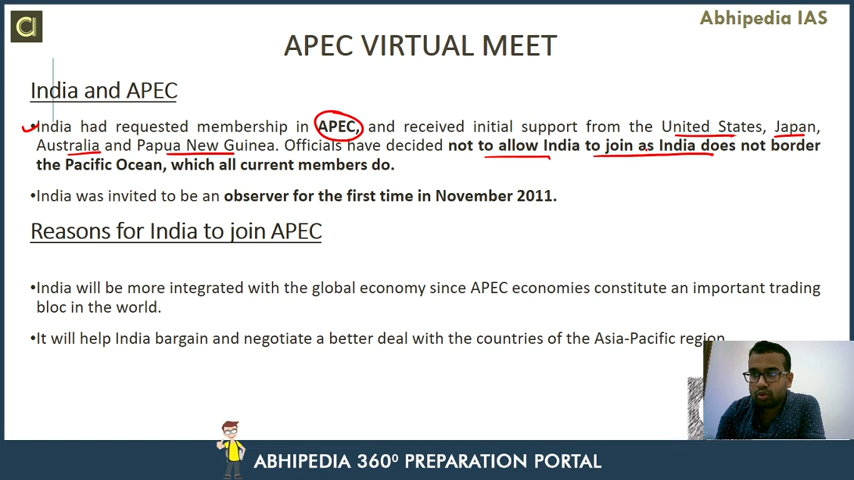 Abhipedia IAS
APEC VIRTUAL MEET
India and APEC
•India had requested membership in APEC, and received initial support from the United States, Japan,
Australia and Papua New Guinea. Officials have decided not to allow India to join as India does not border
the Pacific Ocean, which all current members do.
•India was invited to be an observer for the first time in November 2011.
Reasons for India to join APEC
•India will be more integrated with the global economy since APEC economies constitute an important trading
bloc in the world.
•It will help India bargain and negotiate a better deal with the countries of the Asia-Pacific region
ABHIPEDIA 360⁰ PREPARATION PORTAL